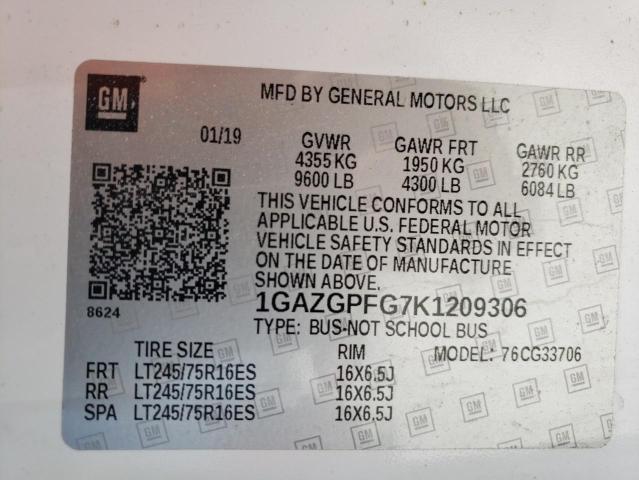 GM
MFD BY GENERAL MOTORS LLC
01/19 GVWR GAWR FRT GAWR RR
4355 KG 1950 KG 2760 KG
9600 LB 4300 LB 6084 LB
THIS VEHICLE CONFORMS TO ALL
APPLICABLE U.S. FEDERAL MOTOR
VEHICLE SAFETY STANDARDS IN EFFECT
ON THE DATE OF MANUFACTURE
SHOWN ABOVE.
8624
1GAZGPFG7K1209306
TYPE: BUS-NOT SCHOOL BUS
TIRE SIZE RIM MODEL: 76CG33706
FRT LT245/75R16ES 16X6.5J
RR LT245/75R16ES 16X6.5J
SPA LT245/75R16ES 16X6.5J